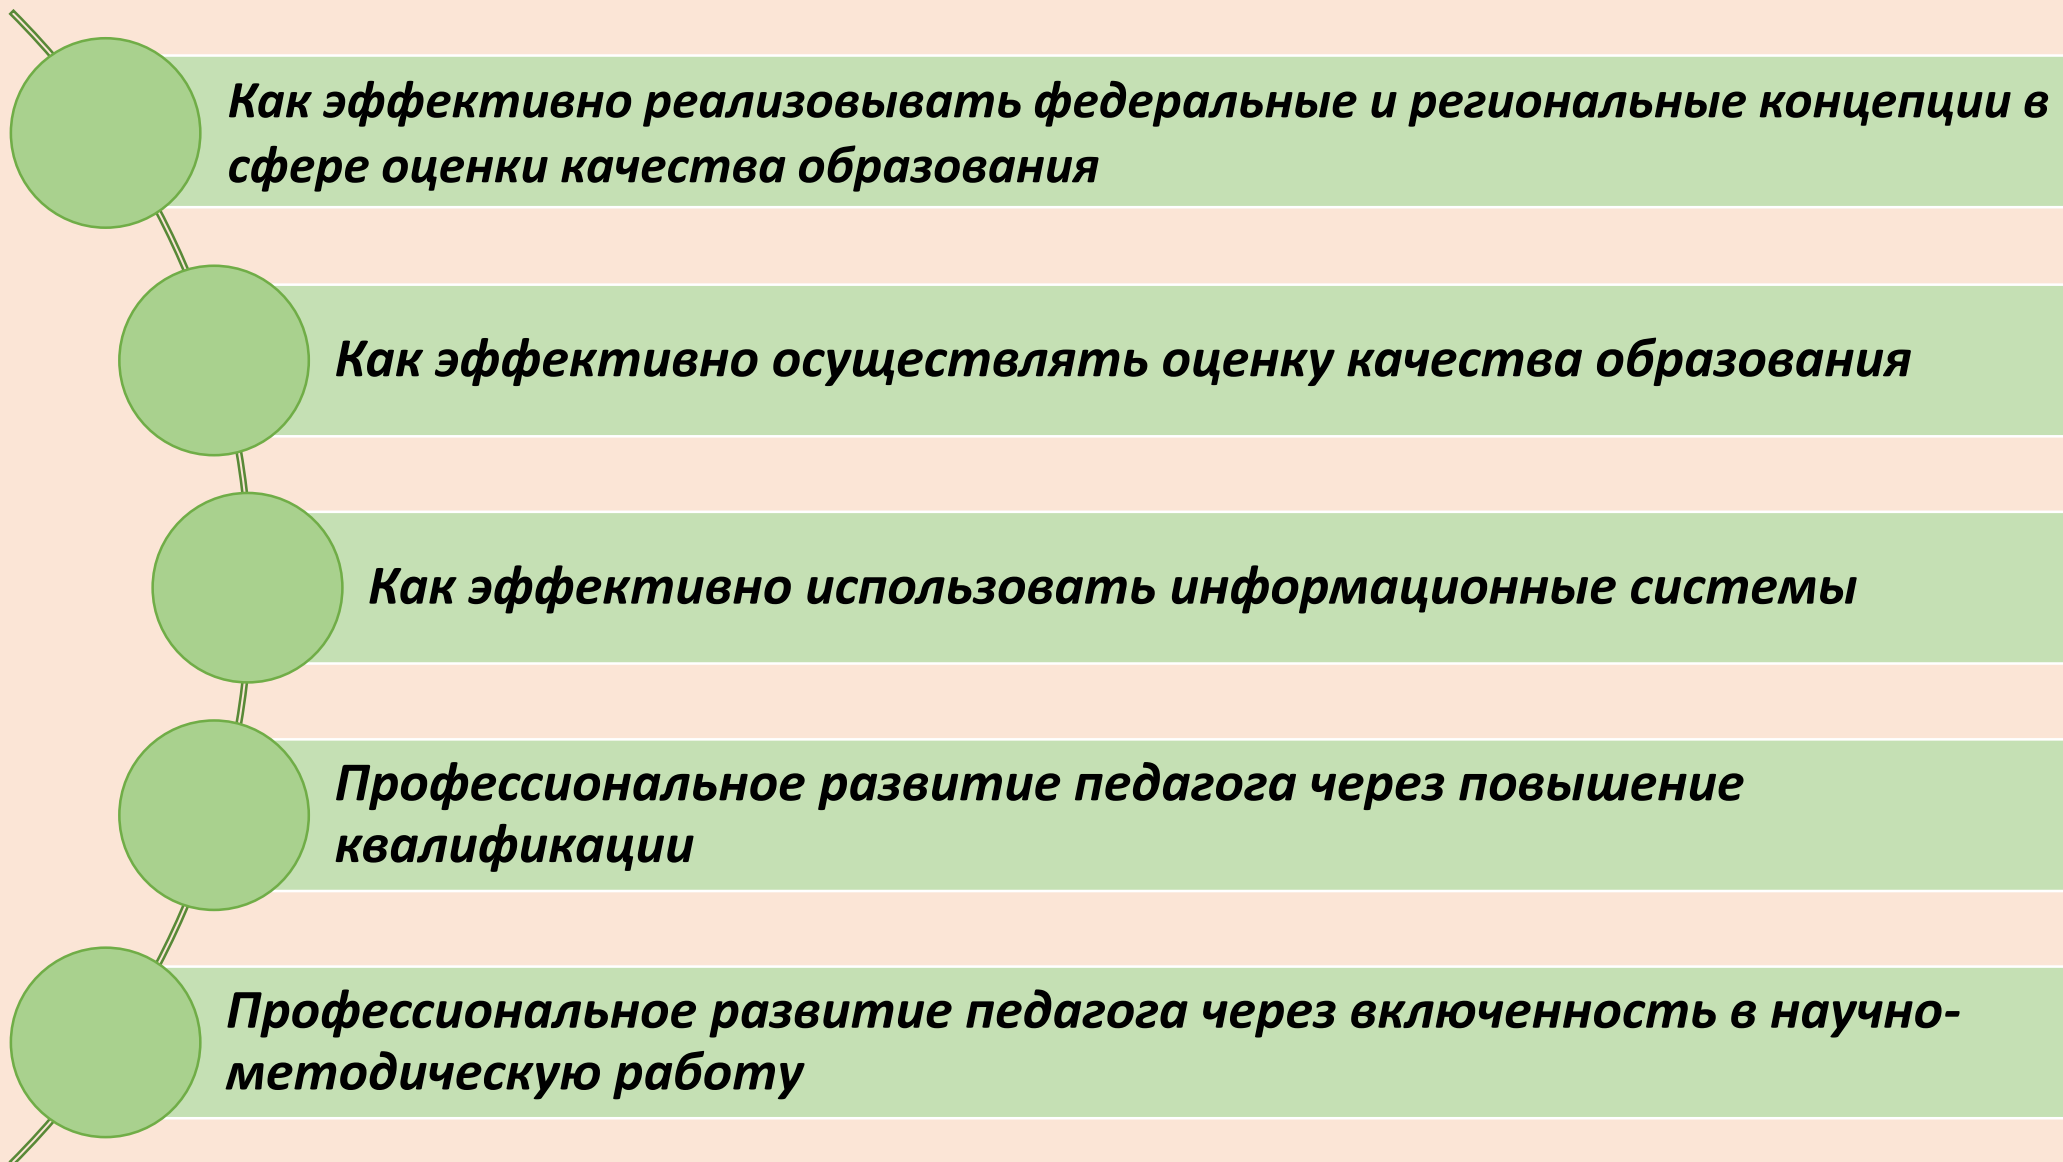 Как эффективно реализовывать федеральные и региональные концепции в
сфере оценки качества образования
Как эффективно осуществлять оценку качества образования
Как эффективно использовать информационные системы
Профессиональное развитие педагога через повышение
квалификации
Профессиональное развитие педагога через включенность в научно-
методическую работу